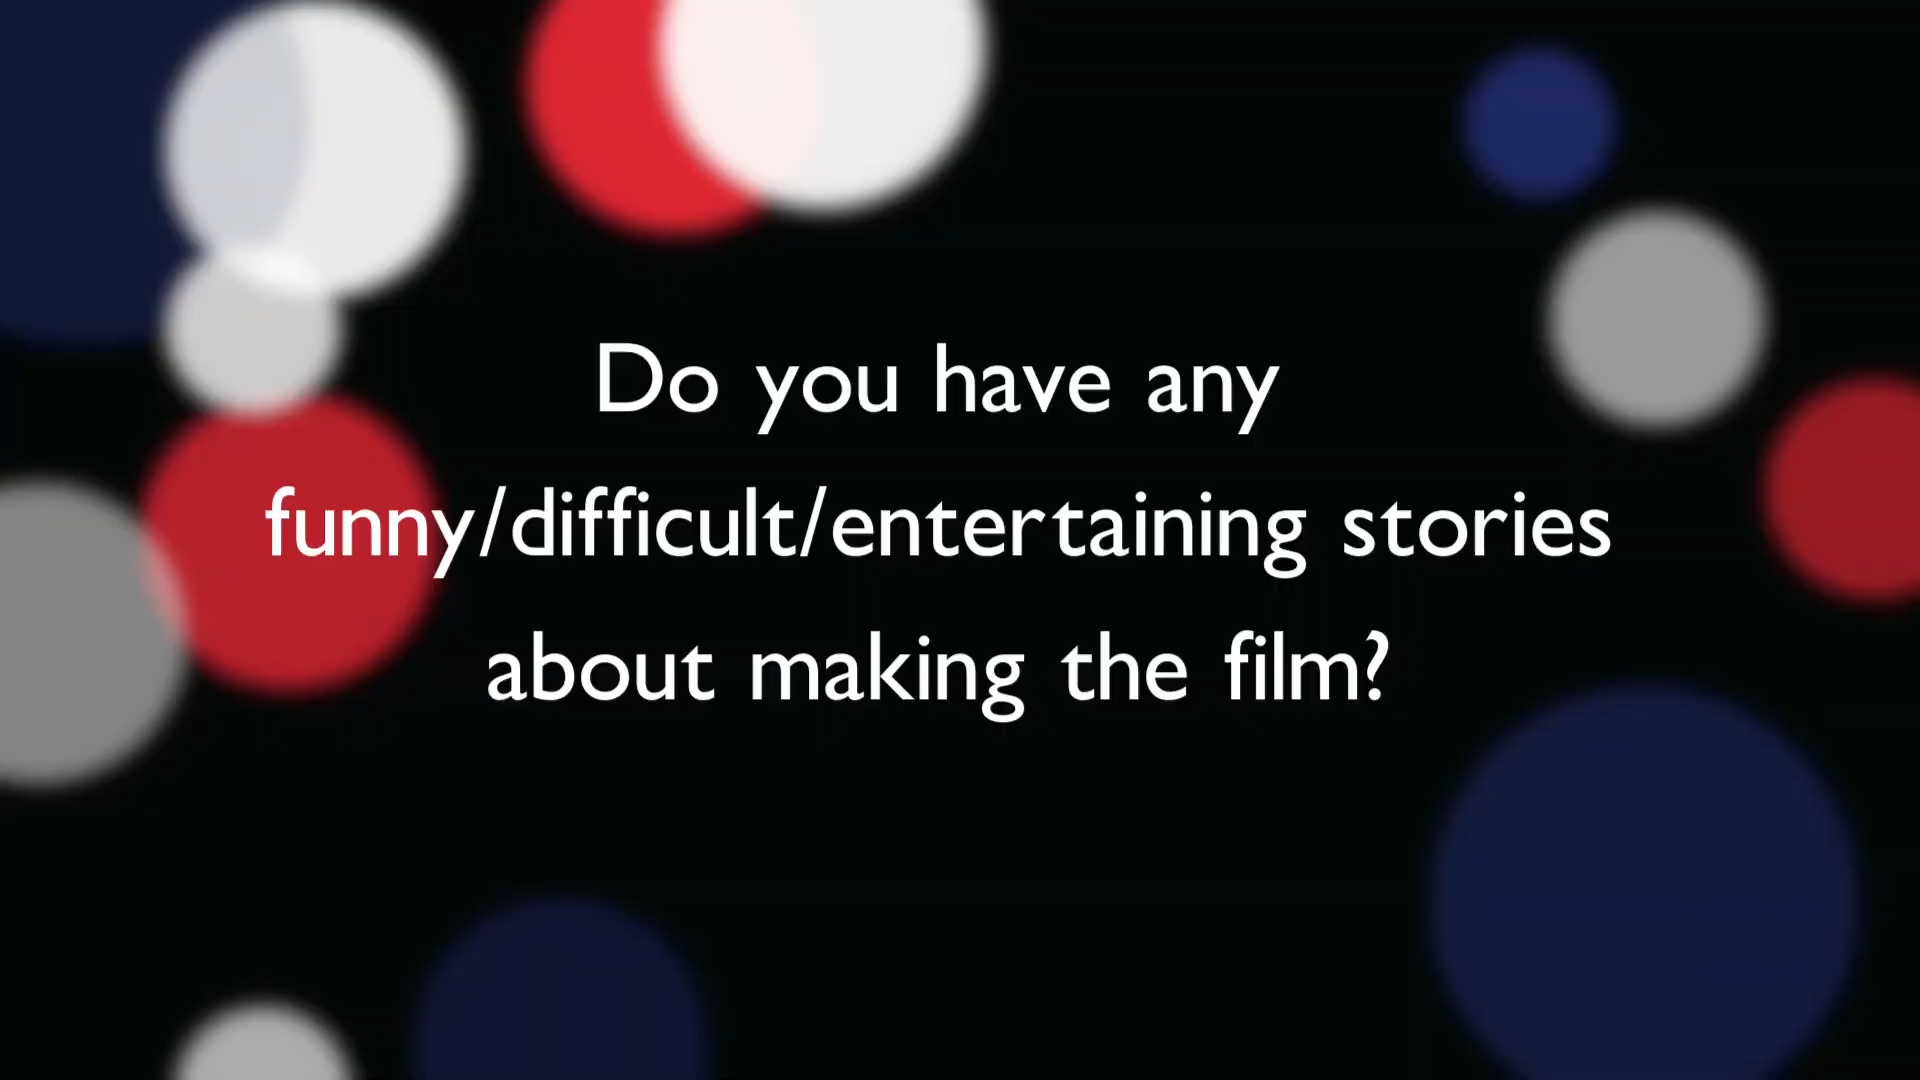 Do you have any
funny/difficult/entertaining stories
about making the film?